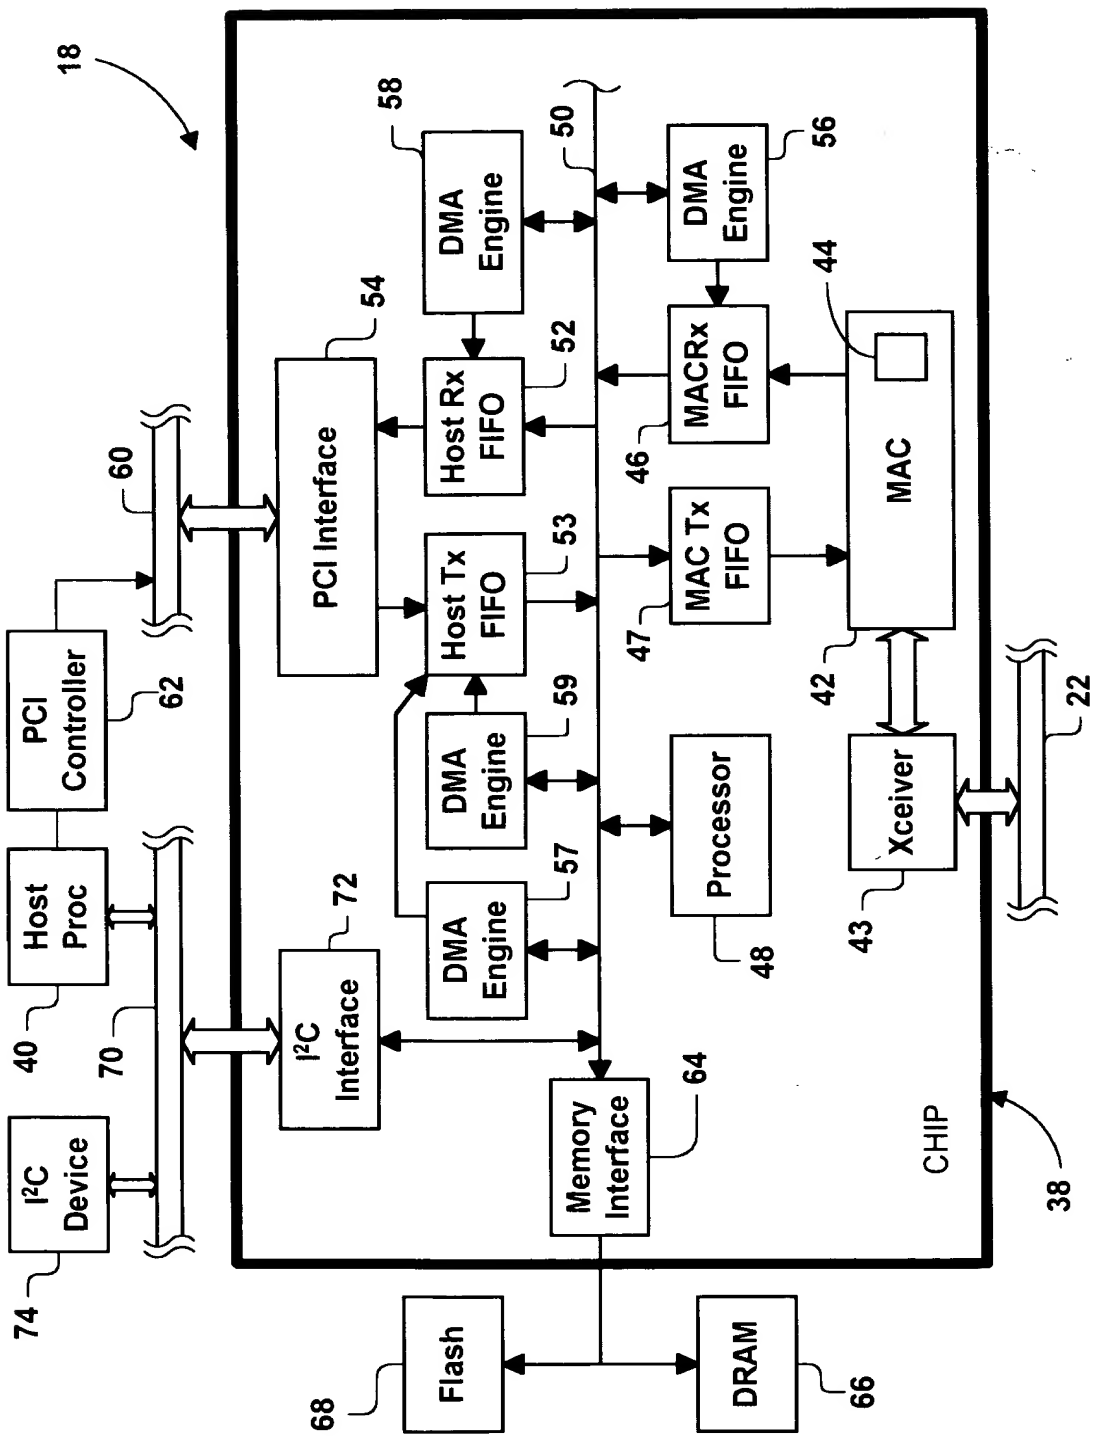 I²C
Device
Host
Proc
PCI
Controller
74
40
18
70
60
62
I²C
Interface
72
PCI Interface
54
58
68
Flash
DMA
Engine
57
DMA
Engine
59
Host Tx
FIFO
53
Host Rx
FIFO
52
DMA
Engine
50
Memory
Interface
64
DRAM
66
Processor
48
MAC Tx
FIFO
47
MACRx
FIFO
46
DMA
Engine
56
44
Xceiver
43
MAC
42
CHIP
38
22